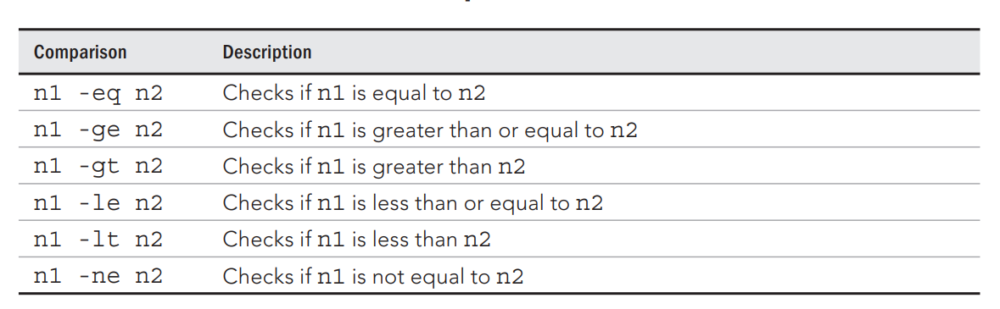 Comparison Description
n1 -eq n2 Checks if n1 is equal to n2
n1 -ge n2 Checks if n1 is greater than or equal to n2
n1 -gt n2 Checks if n1 is greater than n2
n1 -le n2 Checks if n1 is less than or equal to n2
n1 -lt n2 Checks if n1 is less than n2
n1 -ne n2 Checks if n1 is not equal to n2